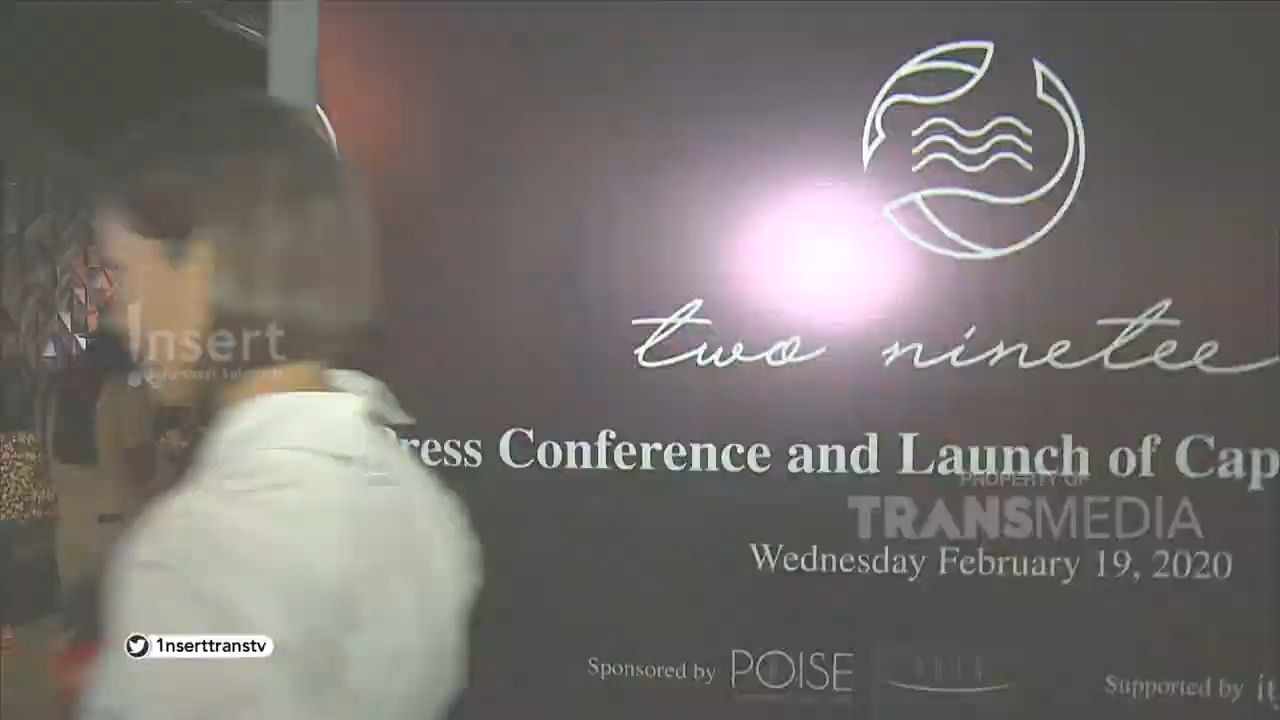 two ninetee
Insert
Press Conference and Launch of Cap
PROPERTY OF
TRANSMEDIA
Wednesday February 19, 2020
1nserttranstv
Sponsored by POISE
Supported by